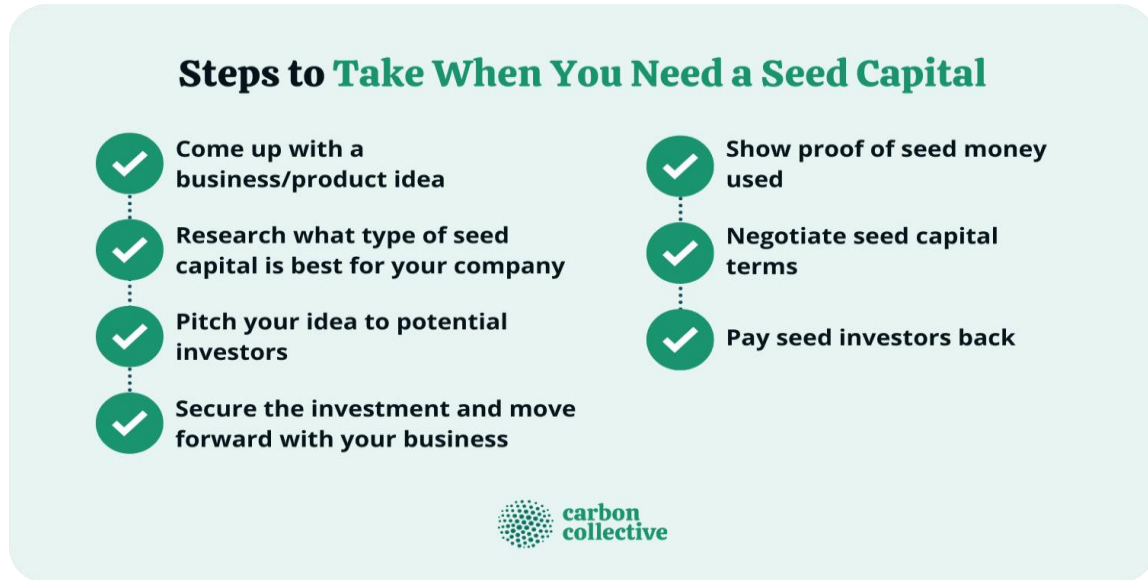 Steps to Take When You Need a Seed Capital
Come up with a
business/product idea
Research what type of seed
capital is best for your company
Pitch your idea to potential
investors
Secure the investment and move
forward with your business
Show proof of seed money
used
Negotiate seed capital
terms
Pay seed investors back
carbon
collective